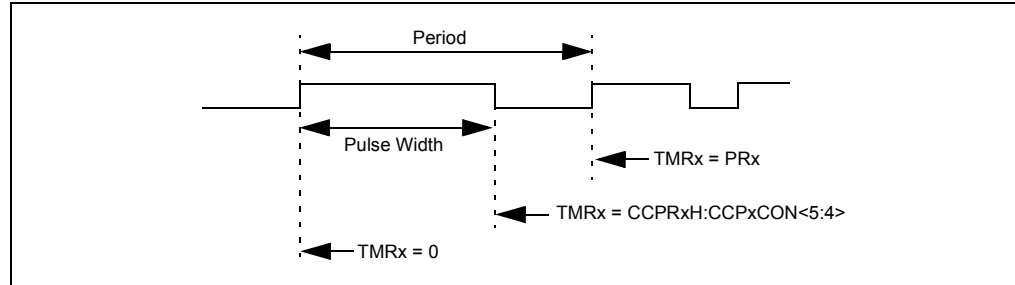 Period
Pulse Width
TMRx = PRx
TMRx = CCPRxH:CCPxCON<5:4>
TMRx = 0